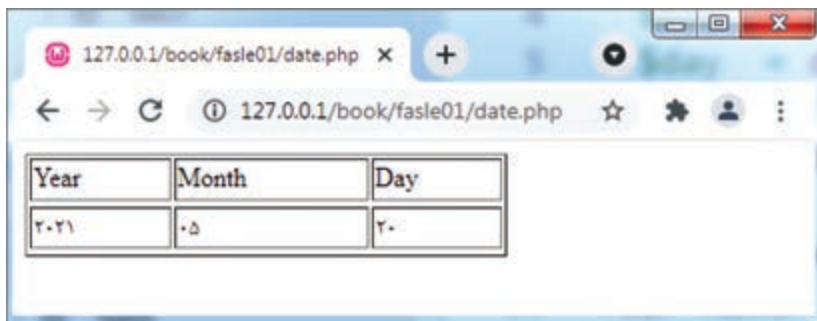 127.0.0.1/book/fasle01/date.php
127.0.0.1/book/fasle01/date.php
Year Month Day
۲۰۲۱ ۰۵ ۲۰